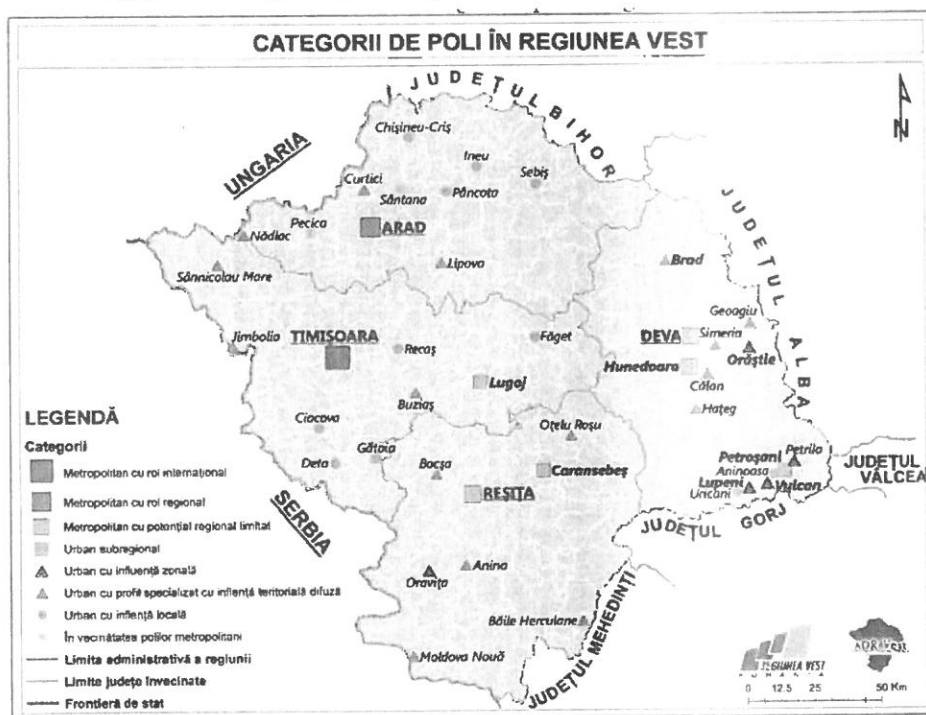 CATEGORII DE POLI ÎN REGIUNEA VEST
JUDEȚUL BIHOR
N
Chișineu-Criș
UNGARIA
Ineu
Sebiș
Curtici
Sântana
Pâncota
JUDEȚUL ALBA
Pecica
ARAD
Nădlac
Lipova
Brad
Sânnicolau Mare
Geoagiu
Jimbolia
TIMIȘOARA
Făget
DEVA
Simeria
Recaș
Orăștie
Hunedoara
Lugoj
Călan
Buziaș
Hațeg
LEGENDĂ
Ciacova
Oțelu Roșu
Categorii
Gătaia
Petroșani
Petrila
Deta
Bocșa
Caransebeș
Aninoasa
JUDEȚUL
VÂLCEA
Metropolitan cu rol internațional
Lupeni
Vulcan
REȘIȚA
Uricani
Metropolitan cu rol regional
SERBIA
JUDEȚUL GORJ
Metropolitan cu potențial regional limitat
Urban subregional
Urban cu influență zonală
Anina
Oravița
Urban cu profil specializat cu inflență teritorială difuză
Urban cu inflență locală
Băile Herculane
JUDEȚUL MEHEDINȚI
În vecinătatea polilor metropolitani
Moldova Nouă
Limita administrativă a regiunii
REGIUNEA VEST
Limite județe învecinate
0 12.5 25 50 Km
Frontieră de stat